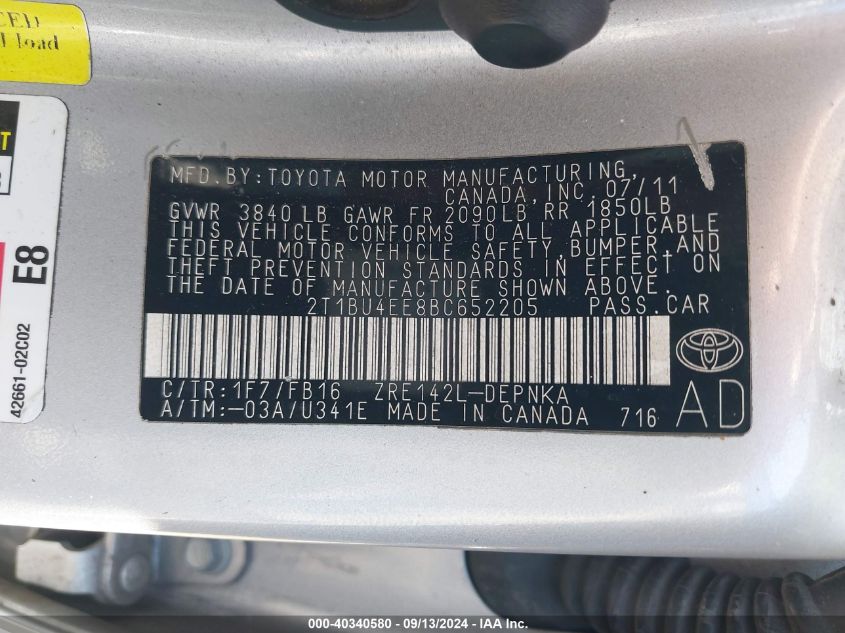 CED
load
T
E8
42661-02C02
MFD. BY: TOYOTA MOTOR MANUFACTURING,
CANADA, INC. 07/11
GVWR 3840 LB GAWR FR 2090LB RR 1850LB
THIS VEHICLE CONFORMS TO ALL APPLICABLE
FEDERAL MOTOR VEHICLE SAFETY, BUMPER, AND
THEFT PREVENTION STANDARDS IN EFFECT ON
THE DATE OF MANUFACTURE SHOWN ABOVE.
2T1BU4EE8BC652205 PASS. CAR
C/TR: 1F7/FB16 ZRE142L-DEPNKA
A/TM: -03A/U341E MADE IN CANADA 716
AD
000-40340580 - 09/13/2024 - IAA Inc.